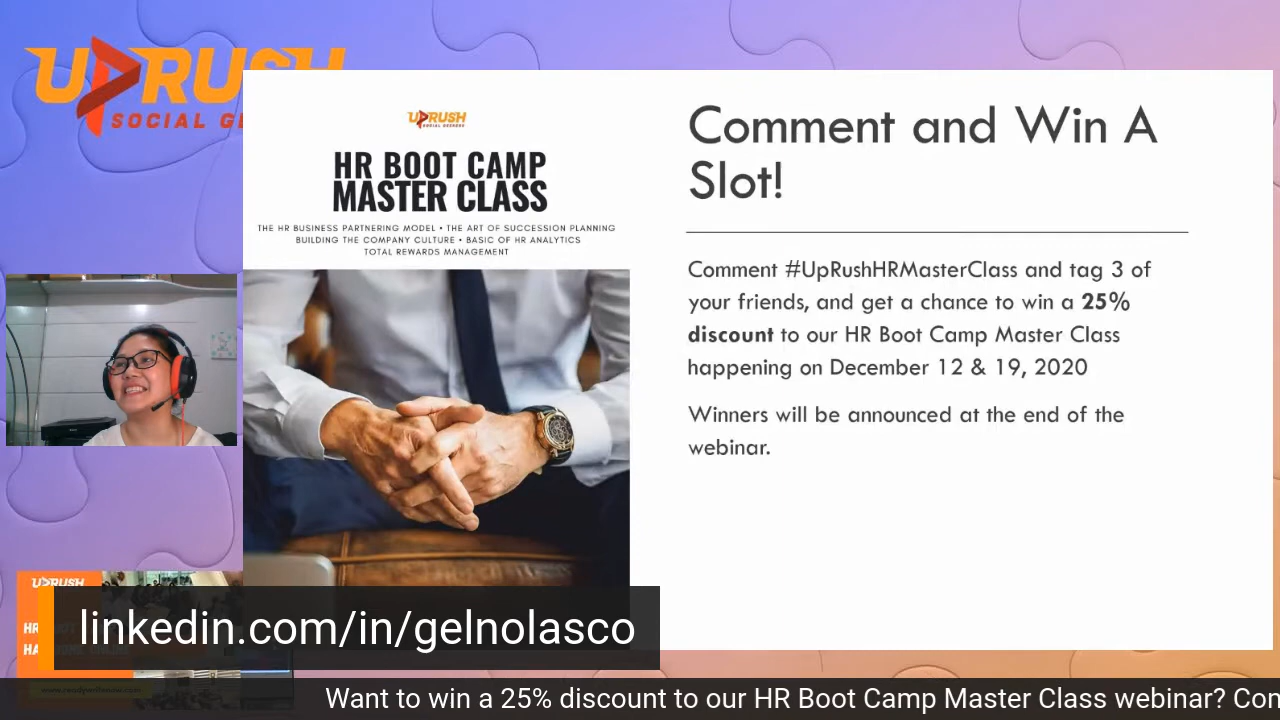 UPRUSH
SOCIAL GE
UPRUSH
SOCIAL GEEKERS
HR BOOT CAMP
MASTER CLASS
THE HR BUSINESS PARTNERING MODEL • THE ART OF SUCCESSION PLANNING
BUILDING THE COMPANY CULTURE • BASIC OF HR ANALYTICS
TOTAL REWARDS MANAGEMENT
Comment and Win A
Slot!
Comment #UpRushHRMasterClass and tag 3 of
your friends, and get a chance to win a 25%
discount to our HR Boot Camp Master Class
happening on December 12 & 19, 2020
Winners will be announced at the end of the
webinar.
UPRUSH
HR
HA
linkedin.com/in/gelnolasco
Want to win a 25% discount to our HR Boot Camp Master Class webinar? Con